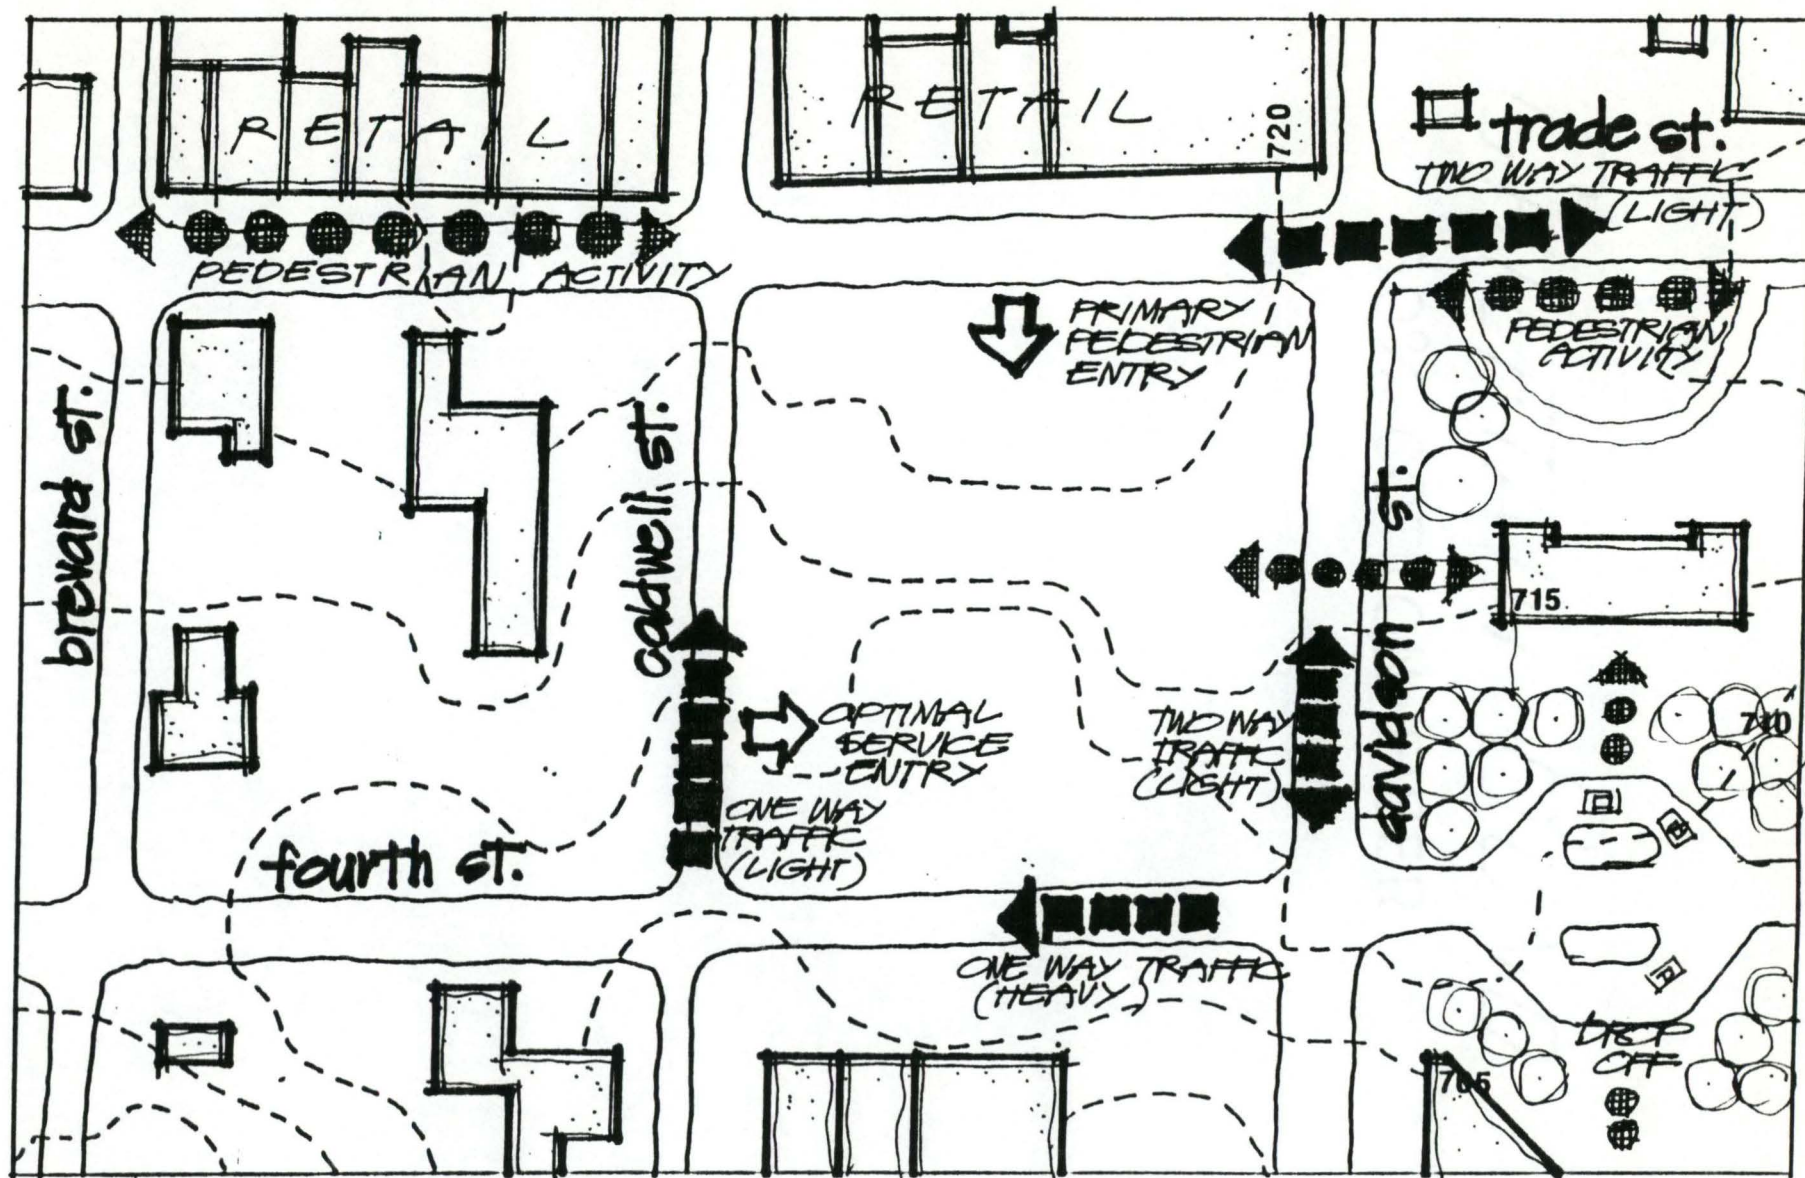 RETAIL
RETAIL
720
trade st.
TWO WAY TRAFFIC
(LIGHT)
PEDESTRIAN ACTIVITY
PRIMARY
PEDESTRIAN
ENTRY
PEDESTRIAN
ACTIVITY
brevard st.
caldwell st.
davidson st.
715
OPTIMAL
SERVICE
ENTRY
TWO WAY
TRAFFIC
(LIGHT)
710
ONE WAY
TRAFFIC
(LIGHT)
fourth st.
ONE WAY TRAFFIC
(HEAVY)
DROP
OFF
705